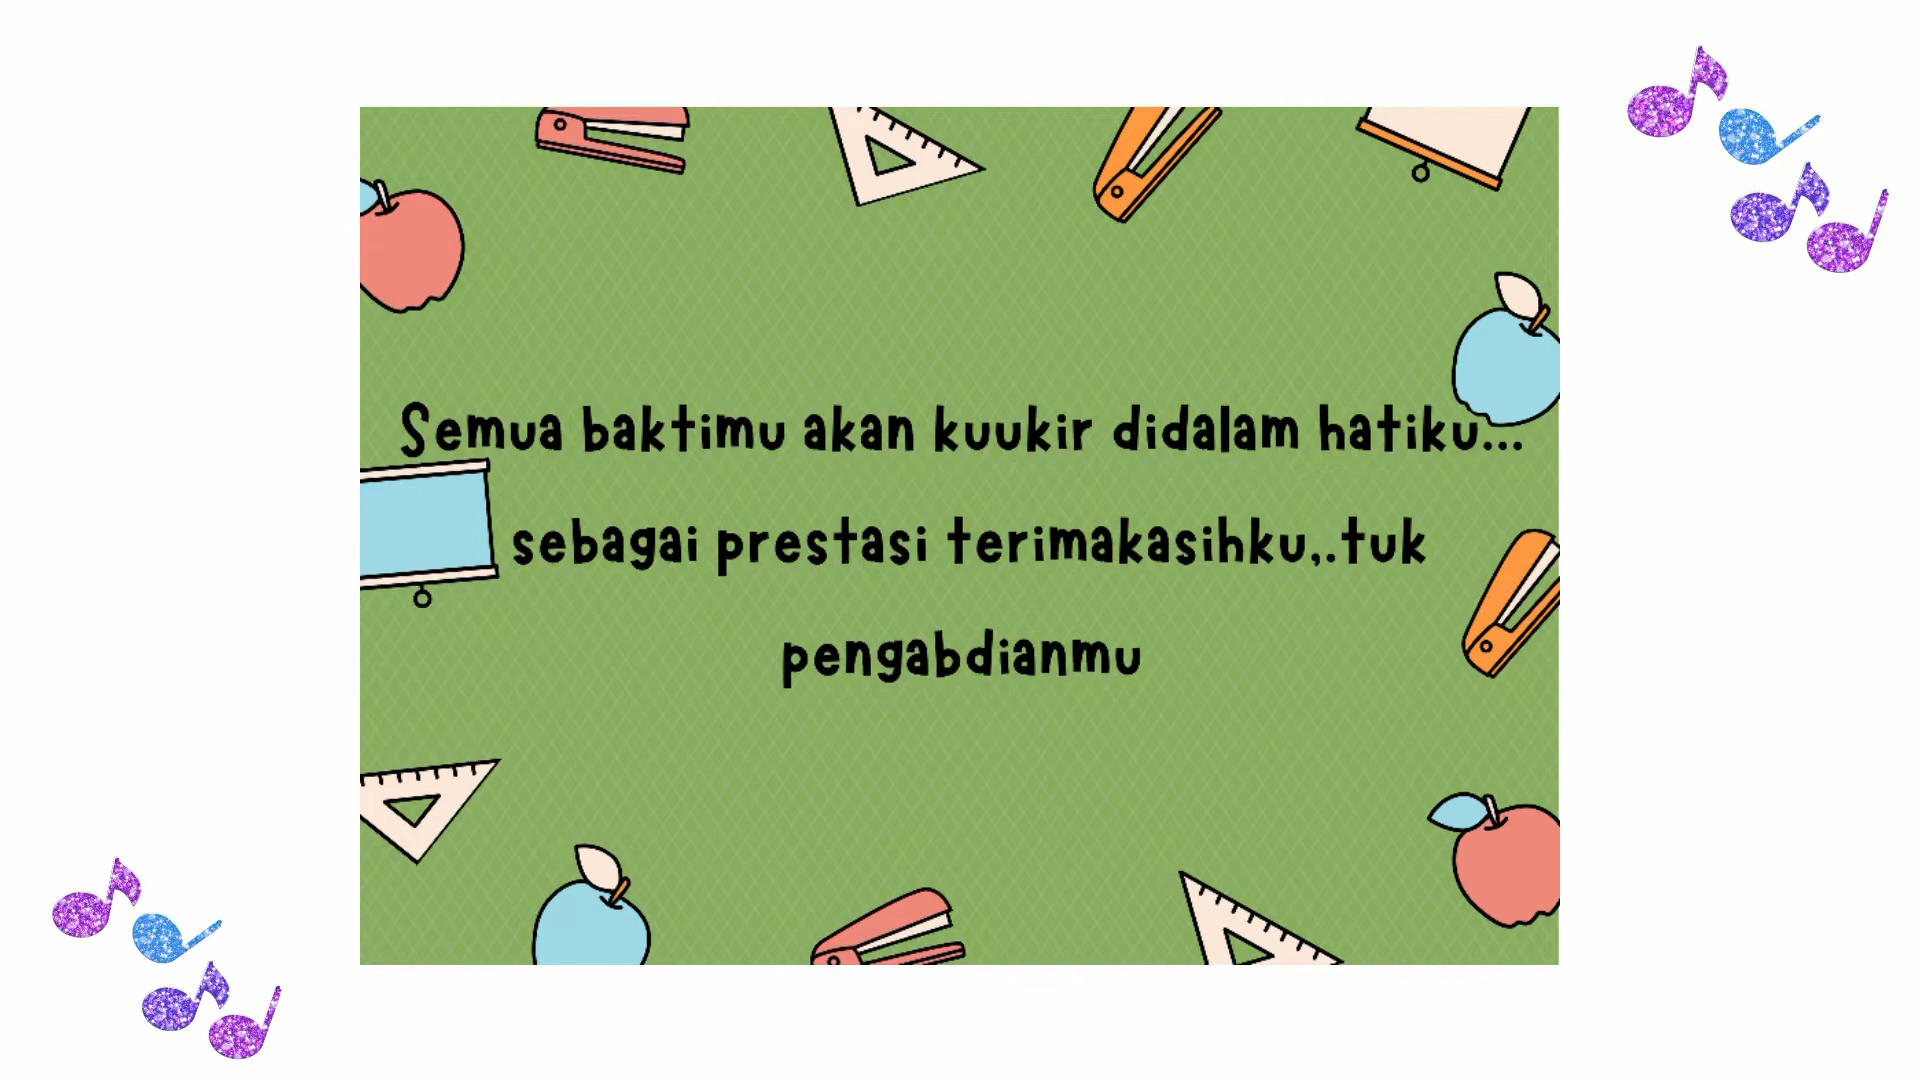 Semua baktimu akan kuukir didalam hatiku...
sebagai prestasi terimakasihku,.tuk
pengabdianmu